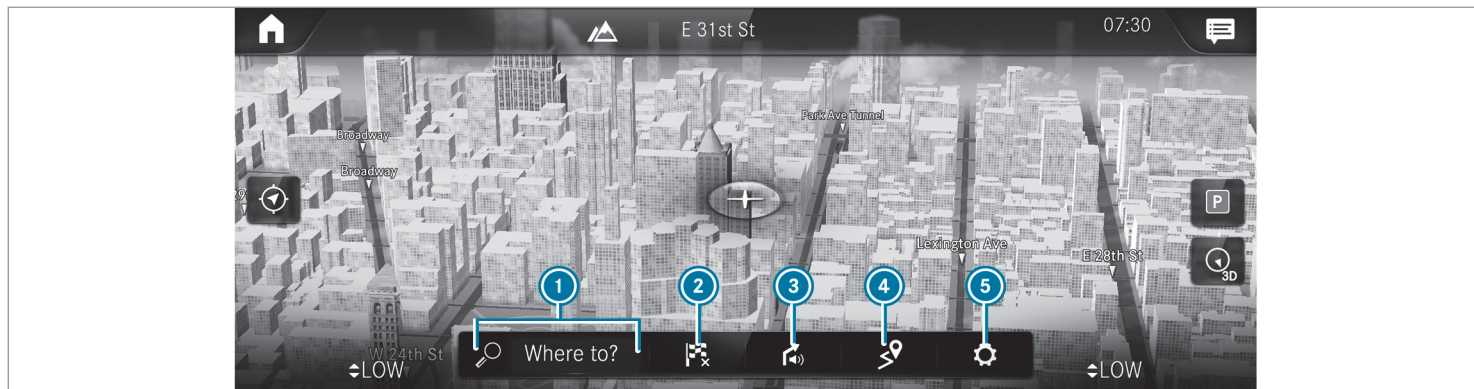 E 31st St
07:30
Park Ave Tunnel
Broadway
Broadway
29
P
Lexington Ave
E 28th St
3D
1
2
3
4
5
Where to?
W 24th St
LOW
LOW